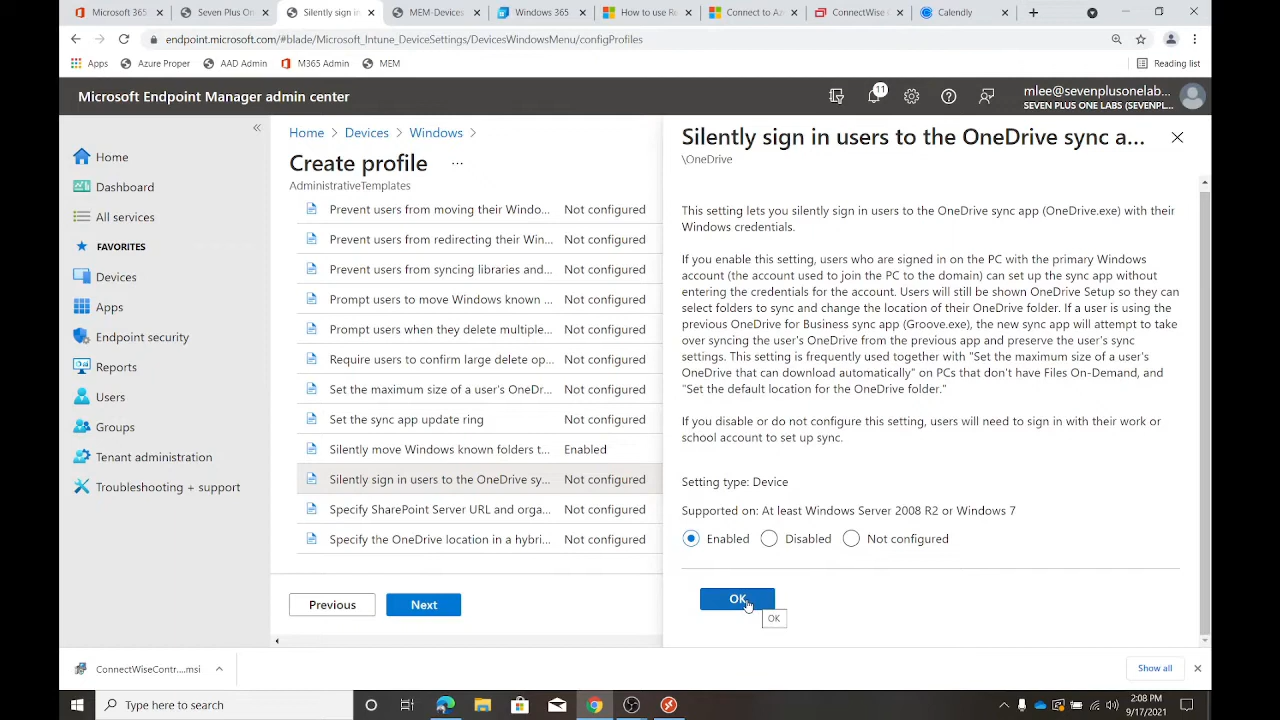 Microsoft 365
Seven Plus On
Silently sign in
MEM-Devices
Windows 365
How to use Re
Connect to Az
ConnectWise C
Calendly
endpoint.microsoft.com/#blade/Microsoft_Intune_DeviceSettings/DevicesWindowsMenu/configProfiles
Apps
Azure Proper
AAD Admin
M365 Admin
MEM
Reading list
Microsoft Endpoint Manager admin center
11
mlee@sevenplusonelab...
SEVEN PLUS ONE LABS (SEVENPL...
Home
Dashboard
All services
FAVORITES
Devices
Apps
Endpoint security
Reports
Users
Groups
Tenant administration
Troubleshooting + support
Home > Devices > Windows >
Create profile ...
AdministrativeTemplates
Prevent users from moving their Windo... Not configured
Prevent users from redirecting their Win... Not configured
Prevent users from syncing libraries and... Not configured
Prompt users to move Windows known ... Not configured
Prompt users when they delete multiple... Not configured
Require users to confirm large delete op... Not configured
Set the maximum size of a user's OneDr... Not configured
Set the sync app update ring Not configured
Silently move Windows known folders t... Enabled
Silently sign in users to the OneDrive sy... Not configured
Specify SharePoint Server URL and orga... Not configured
Specify the OneDrive location in a hybri... Not configured
Previous
Next
Silently sign in users to the OneDrive sync a...
\OneDrive
This setting lets you silently sign in users to the OneDrive sync app (OneDrive.exe) with their
Windows credentials.
If you enable this setting, users who are signed in on the PC with the primary Windows
account (the account used to join the PC to the domain) can set up the sync app without
entering the credentials for the account. Users will still be shown OneDrive Setup so they can
select folders to sync and change the location of their OneDrive folder. If a user is using the
previous OneDrive for Business sync app (Groove.exe), the new sync app will attempt to take
over syncing the user's OneDrive from the previous app and preserve the user's sync
settings. This setting is frequently used together with "Set the maximum size of a user's
OneDrive that can download automatically" on PCs that don't have Files On-Demand, and
"Set the default location for the OneDrive folder."
If you disable or do not configure this setting, users will need to sign in with their work or
school account to set up sync.
Setting type: Device
Supported on: At least Windows Server 2008 R2 or Windows 7
Enabled
Disabled
Not configured
OK
OK
ConnectWiseContr....msi
Show all
Type here to search
2:08 PM
9/17/2021